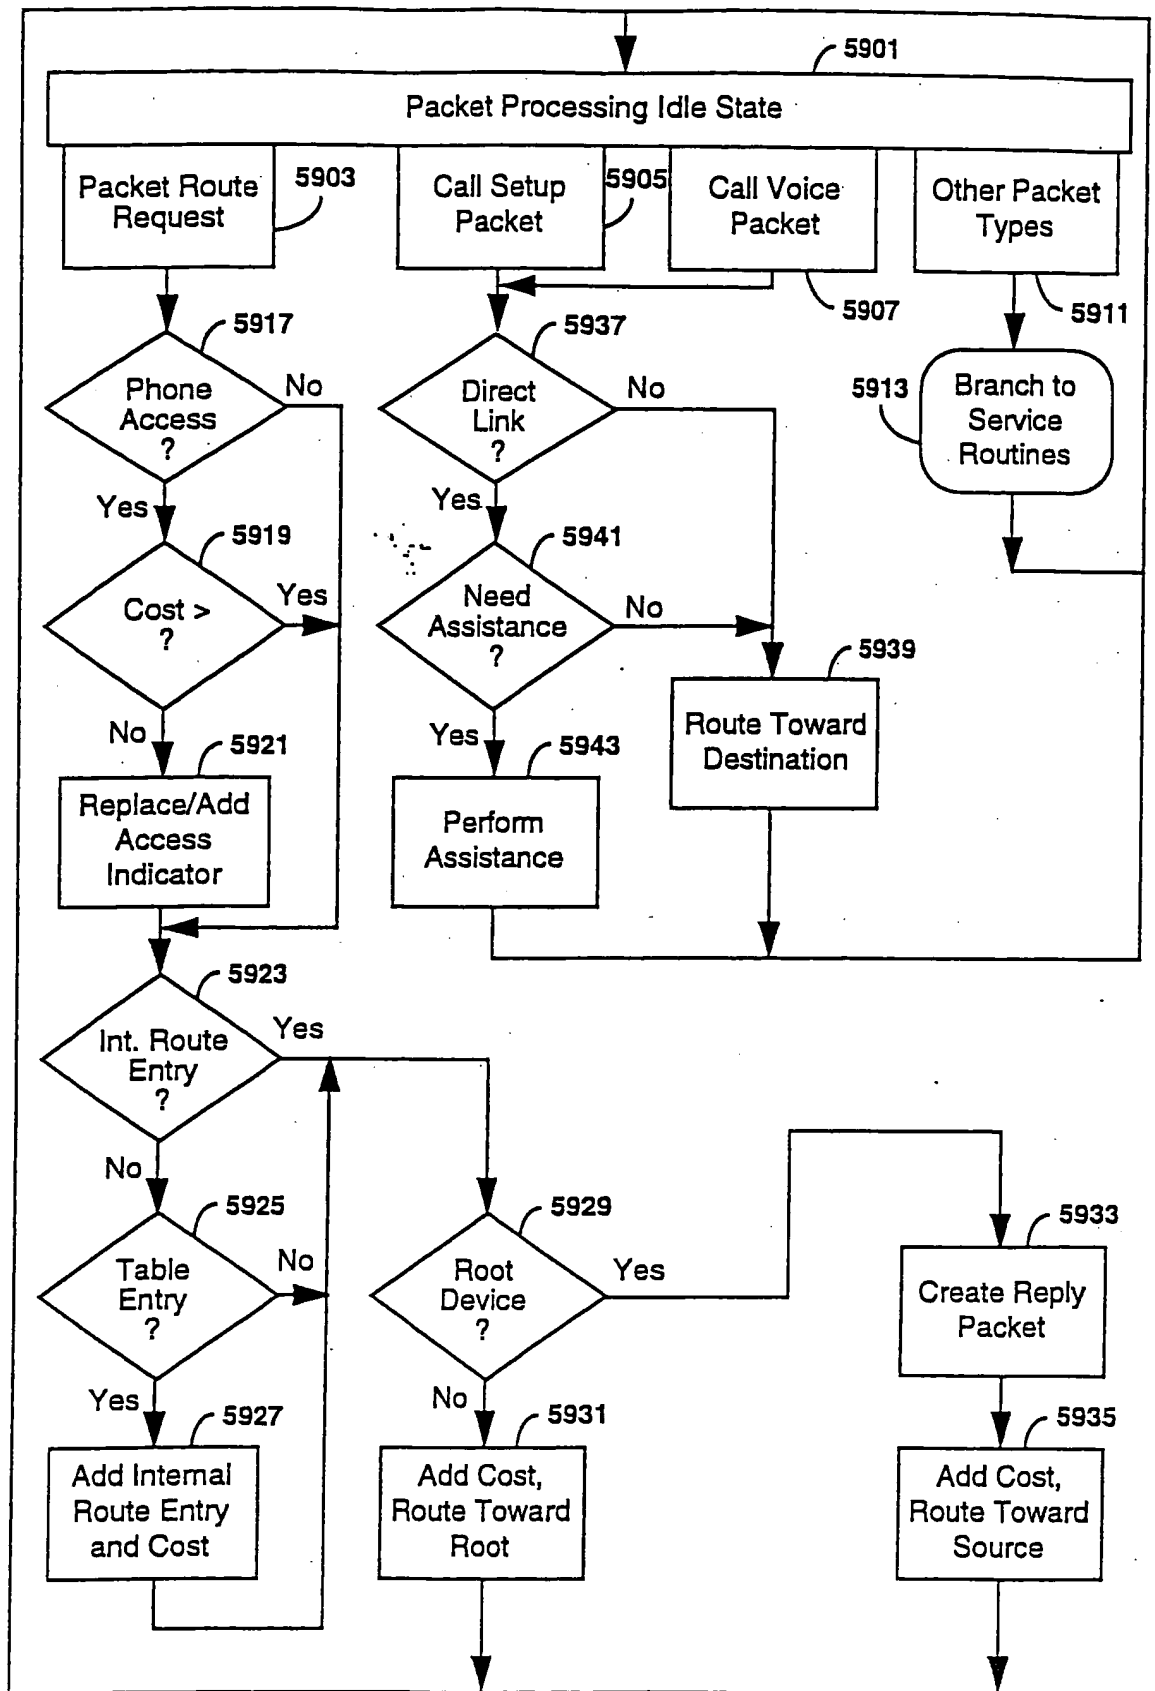 5901
Packet Processing Idle State
Packet Route
Request
5903
Call Setup
Packet
5905
Call Voice
Packet
5907
Other Packet
Types
5911
5917
Phone
Access
?
No
Yes
5937
Direct
Link
?
No
Yes
5913
Branch to
Service
Routines
5919
Cost >
?
Yes
No
5941
Need
Assistance
?
No
Yes
5939
Route Toward
Destination
5921
Replace/Add
Access
Indicator
5943
Perform
Assistance
5923
Int. Route
Entry
?
Yes
No
5925
Table
Entry
?
No
Yes
5929
Root
Device
?
Yes
No
5933
Create Reply
Packet
5927
Add Internal
Route Entry
and Cost
5931
Add Cost,
Route Toward
Root
5935
Add Cost,
Route Toward
Source